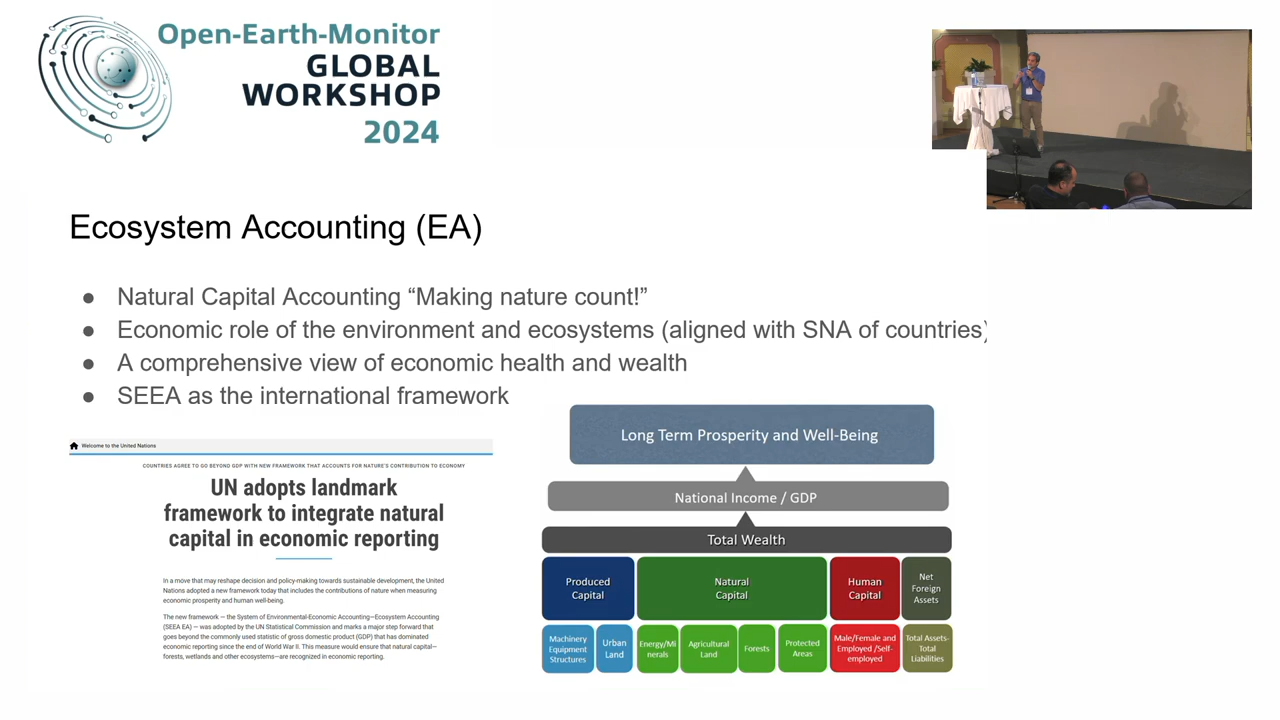 Open-Earth-Monitor
GLOBAL
WORKSHOP
2024
Ecosystem Accounting (EA)
● Natural Capital Accounting “Making nature count!”
● Economic role of the environment and ecosystems (aligned with SNA of countries)
● A comprehensive view of economic health and wealth
● SEEA as the international framework
Welcome to the United Nations
COUNTRIES AGREE TO GO BEYOND GDP WITH NEW FRAMEWORK THAT ACCOUNTS FOR NATURE'S CONTRIBUTION TO ECONOMY
UN adopts landmark
framework to integrate natural
capital in economic reporting
In a move that may reshape decision and policy-making towards sustainable development, the United
Nations adopted a new framework today that includes the contributions of nature when measuring
economic prosperity and human well-being.
The new framework — the System of Environmental-Economic Accounting—Ecosystem Accounting
(SEEA EA) — was adopted by the UN Statistical Commission and marks a major step forward that
goes beyond the commonly used statistic of gross domestic product (GDP) that has dominated
economic reporting since the end of World War II. This measure would ensure that natural capital—
forests, wetlands and other ecosystems—are recognized in economic reporting.
Long Term Prosperity and Well-Being
National Income / GDP
Total Wealth
Produced
Capital
Natural
Capital
Human
Capital
Net
Foreign
Assets
Machinery
Equipment
Structures
Urban
Land
Energy/Mi
nerals
Agricultural
Land
Forests
Protected
Areas
Male/Female and
Employed /Self-
employed
Total Assets-
Total
Liabilities